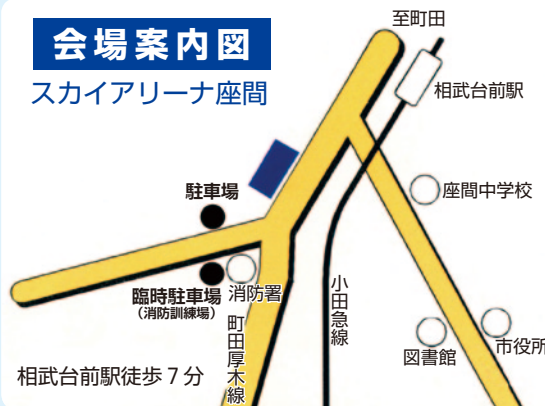 会場案内図
スカイアリーナ座間
至町田
相武台前駅
座間中学校
駐車場
臨時駐車場
（消防訓練場）
消防署
町田厚木線
小田急線
図書館
市役所
相武台前駅徒歩７分